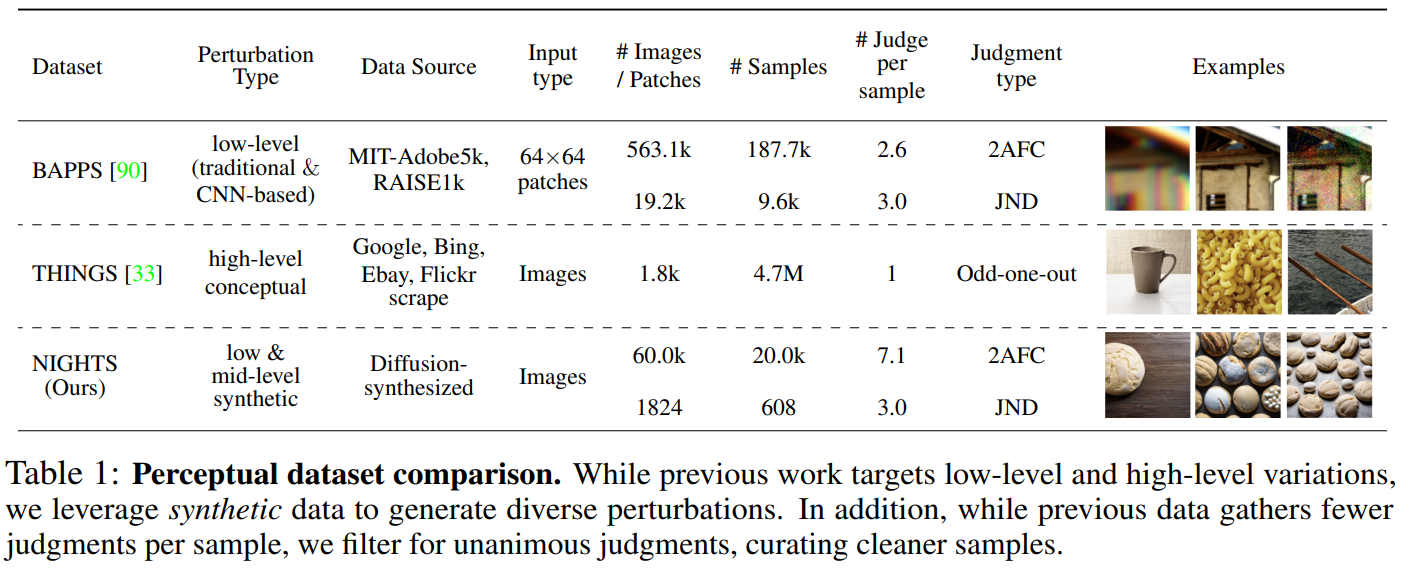 Dataset Perturbation Type Data Source Input type # Images / Patches # Samples # Judge per sample Judgment type Examples
BAPPS [90] low-level (traditional & CNN-based) MIT-Adobe5k, RAISE1k 64×64 patches 563.1k 187.7k 2.6 2AFC
19.2k 9.6k 3.0 JND
THINGS [33] high-level conceptual Google, Bing, Ebay, Flickr scrape Images 1.8k 4.7M 1 Odd-one-out
NIGHTS (Ours) low & mid-level synthetic Diffusion-synthesized Images 60.0k 20.0k 7.1 2AFC
1824 608 3.0 JND
Table 1: Perceptual dataset comparison. While previous work targets low-level and high-level variations,
we leverage synthetic data to generate diverse perturbations. In addition, while previous data gathers fewer
judgments per sample, we filter for unanimous judgments, curating cleaner samples.